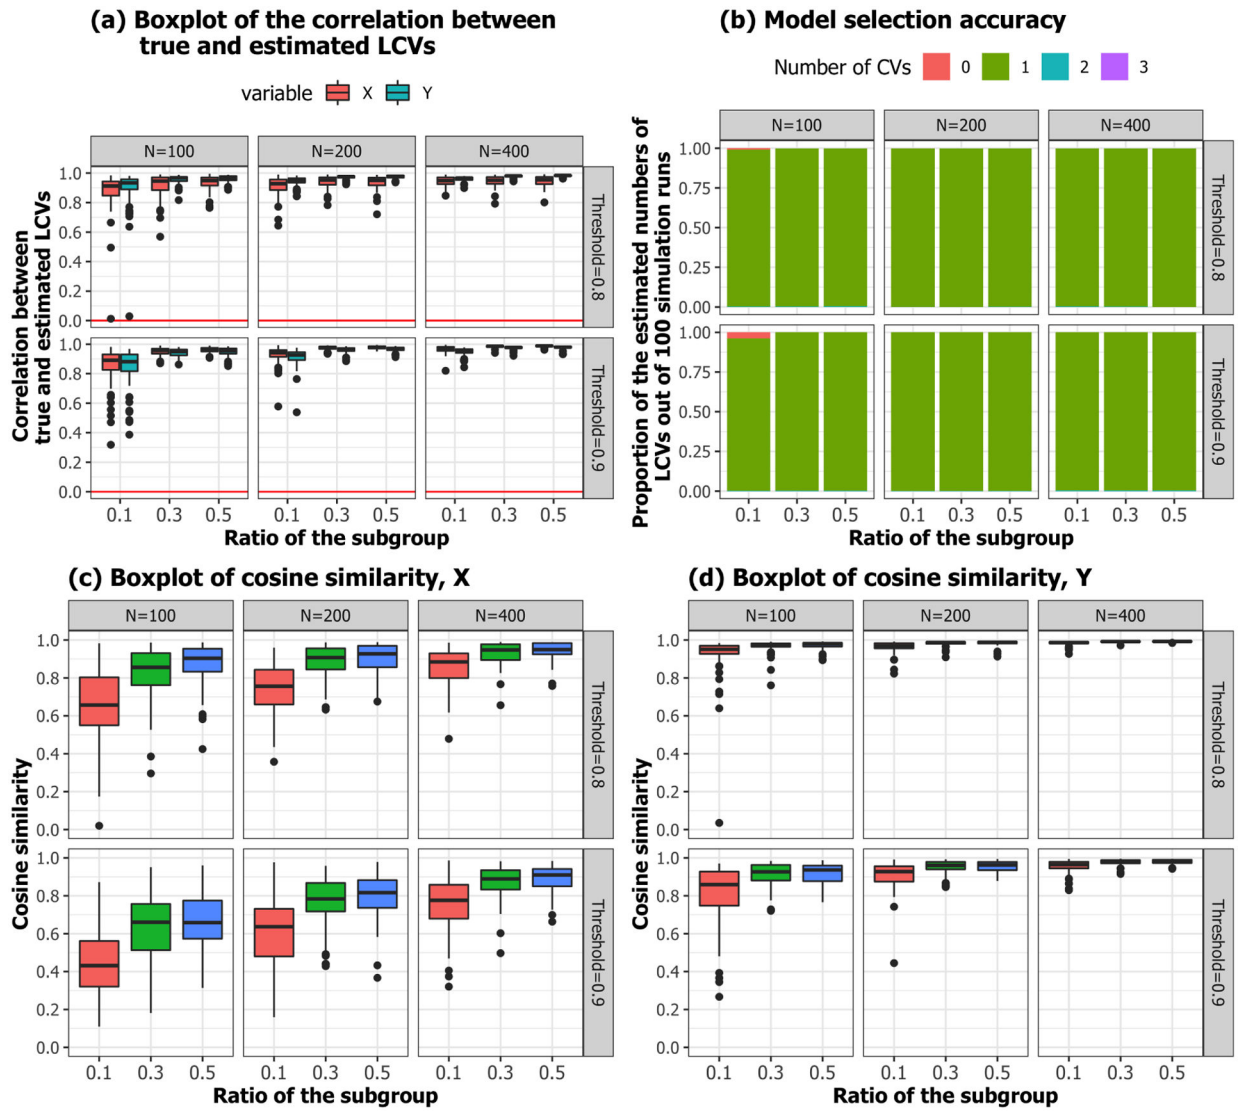 (a) Boxplot of the correlation between
true and estimated LCVs
variable X Y
N=100 N=200 N=400
Correlation between
true and estimated LCVs
1.0
0.8
0.6
0.4
0.2
0.0
Threshold=0.8
1.0
0.8
0.6
0.4
0.2
0.0
Threshold=0.9
0.1 0.3 0.5 0.1 0.3 0.5 0.1 0.3 0.5
Ratio of the subgroup
(b) Model selection accuracy
Number of CVs 0 1 2 3
N=100 N=200 N=400
Proportion of the estimated numbers of
LCVs out of 100 simulation runs
1.00
0.75
0.50
0.25
0.00
Threshold=0.8
1.00
0.75
0.50
0.25
0.00
Threshold=0.9
0.1 0.3 0.5 0.1 0.3 0.5 0.1 0.3 0.5
Ratio of the subgroup
(c) Boxplot of cosine similarity, X
N=100 N=200 N=400
Cosine similarity
1.0
0.8
0.6
0.4
0.2
0.0
Threshold=0.8
1.0
0.8
0.6
0.4
0.2
0.0
Threshold=0.9
0.1 0.3 0.5 0.1 0.3 0.5 0.1 0.3 0.5
Ratio of the subgroup
(d) Boxplot of cosine similarity, Y
N=100 N=200 N=400
Cosine similarity
1.0
0.8
0.6
0.4
0.2
0.0
Threshold=0.8
1.0
0.8
0.6
0.4
0.2
0.0
Threshold=0.9
0.1 0.3 0.5 0.1 0.3 0.5 0.1 0.3 0.5
Ratio of the subgroup